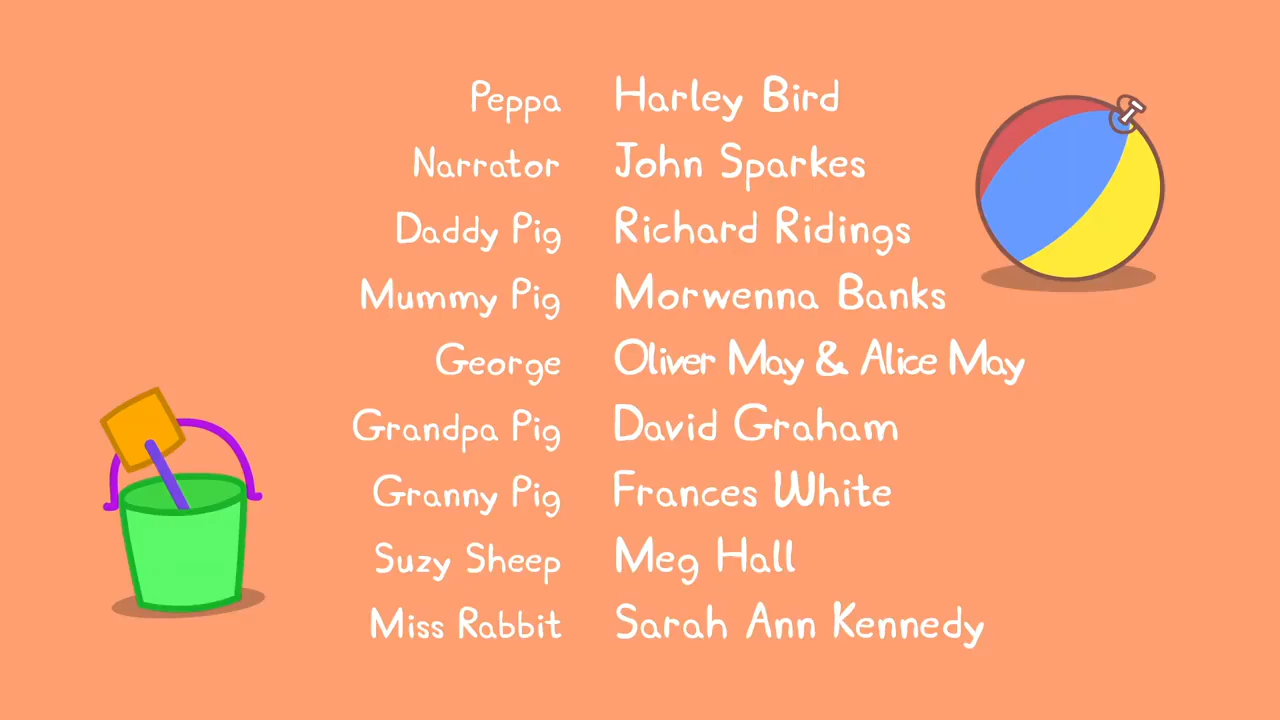 Peppa Harley Bird
Narrator John Sparkes
Daddy Pig Richard Ridings
Mummy Pig Morwenna Banks
George Oliver May & Alice May
Grandpa Pig David Graham
Granny Pig Frances White
Suzy Sheep Meg Hall
Miss Rabbit Sarah Ann Kennedy